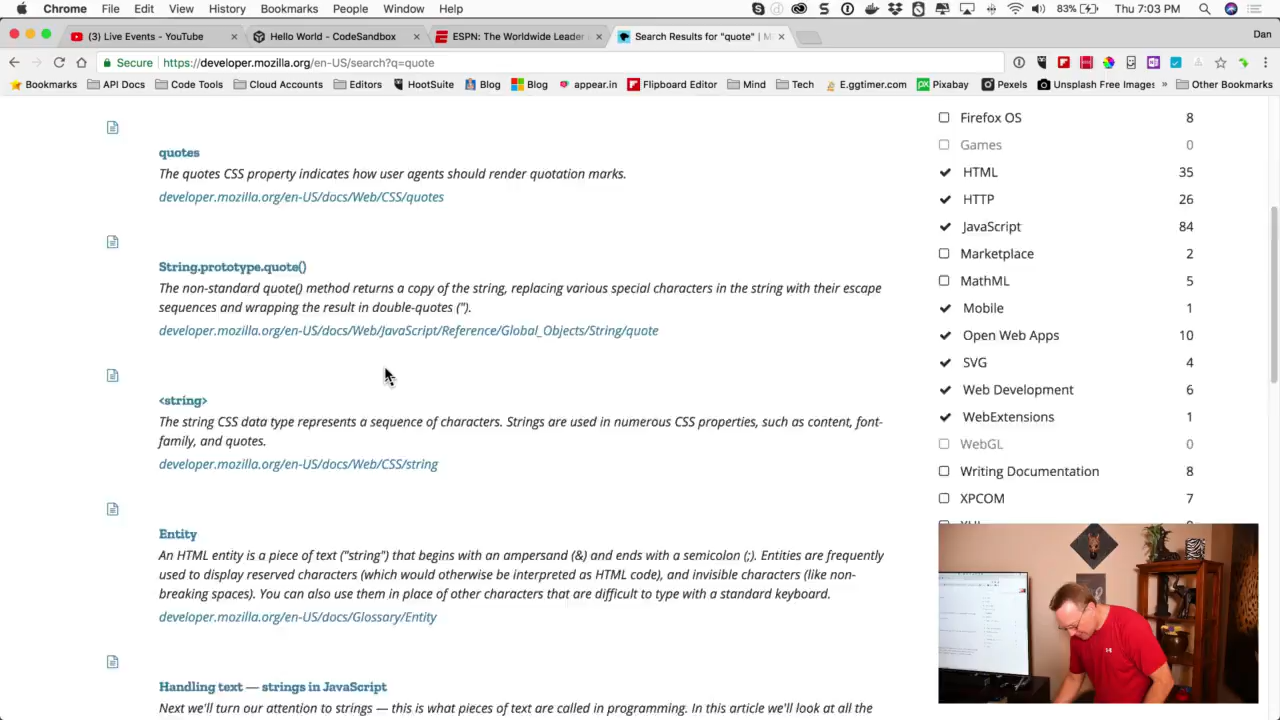 Chrome File Edit View History Bookmarks People Window Help 83% Thu 7:03 PM
(3) Live Events - YouTube Hello World - CodeSandbox ESPN: The Worldwide Leader Search Results for "quote" | M Dan
Secure https://developer.mozilla.org/en-US/search?q=quote
Bookmarks API Docs Code Tools Cloud Accounts Editors HootSuite Blog Blog appear.in Flipboard Editor Mind Tech E.ggtimer.com Pixabay Pexels Unsplash Free Images » Other Bookmarks
quotes
The quotes CSS property indicates how user agents should render quotation marks.
developer.mozilla.org/en-US/docs/Web/CSS/quotes
String.prototype.quote()
The non-standard quote() method returns a copy of the string, replacing various special characters in the string with their escape
sequences and wrapping the result in double-quotes (").
developer.mozilla.org/en-US/docs/Web/JavaScript/Reference/Global_Objects/String/quote
<string>
The string CSS data type represents a sequence of characters. Strings are used in numerous CSS properties, such as content, font-
family, and quotes.
developer.mozilla.org/en-US/docs/Web/CSS/string
Entity
An HTML entity is a piece of text ("string") that begins with an ampersand (&) and ends with a semicolon (;). Entities are frequently
used to display reserved characters (which would otherwise be interpreted as HTML code), and invisible characters (like non-
breaking spaces). You can also use them in place of other characters that are difficult to type with a standard keyboard.
developer.mozilla.org/en-US/docs/Glossary/Entity
Handling text — strings in JavaScript
Next we'll turn our attention to strings — this is what pieces of text are called in programming. In this article we'll look at all the
Firefox OS 8
Games 0
HTML 35
HTTP 26
JavaScript 84
Marketplace 2
MathML 5
Mobile 1
Open Web Apps 10
SVG 4
Web Development 6
WebExtensions 1
WebGL 0
Writing Documentation 8
XPCOM 7